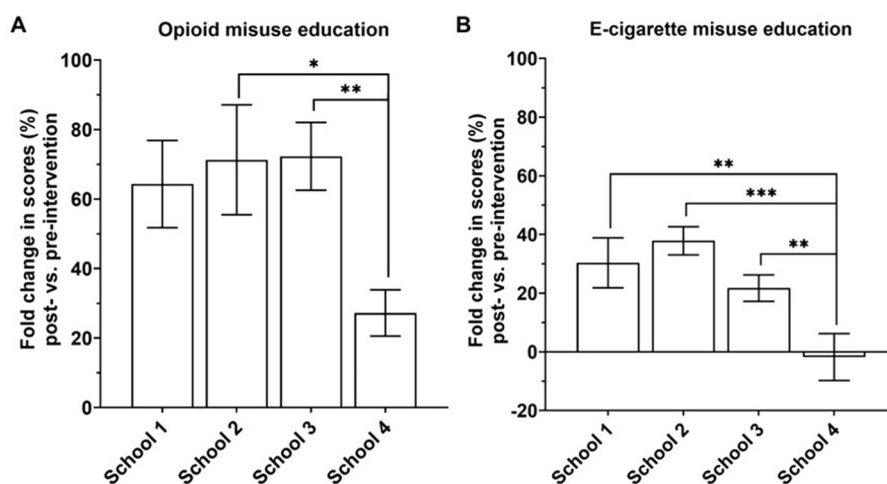 A
Opioid misuse education
Fold change in scores (%)
post- vs. pre-intervention
100
80
60
40
20
0
*
**
School 1
School 2
School 3
School 4
B
E-cigarette misuse education
Fold change in scores (%)
post- vs. pre-intervention
100
80
60
40
20
0
-20
**
***
**
School 1
School 2
School 3
School 4